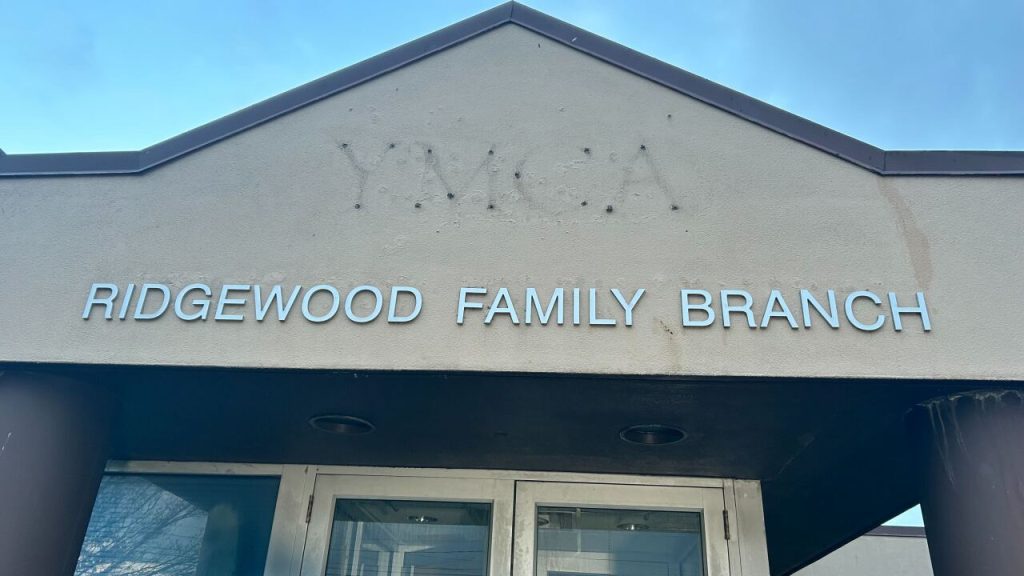 YMCA
RIDGEWOOD FAMILY BRANCH